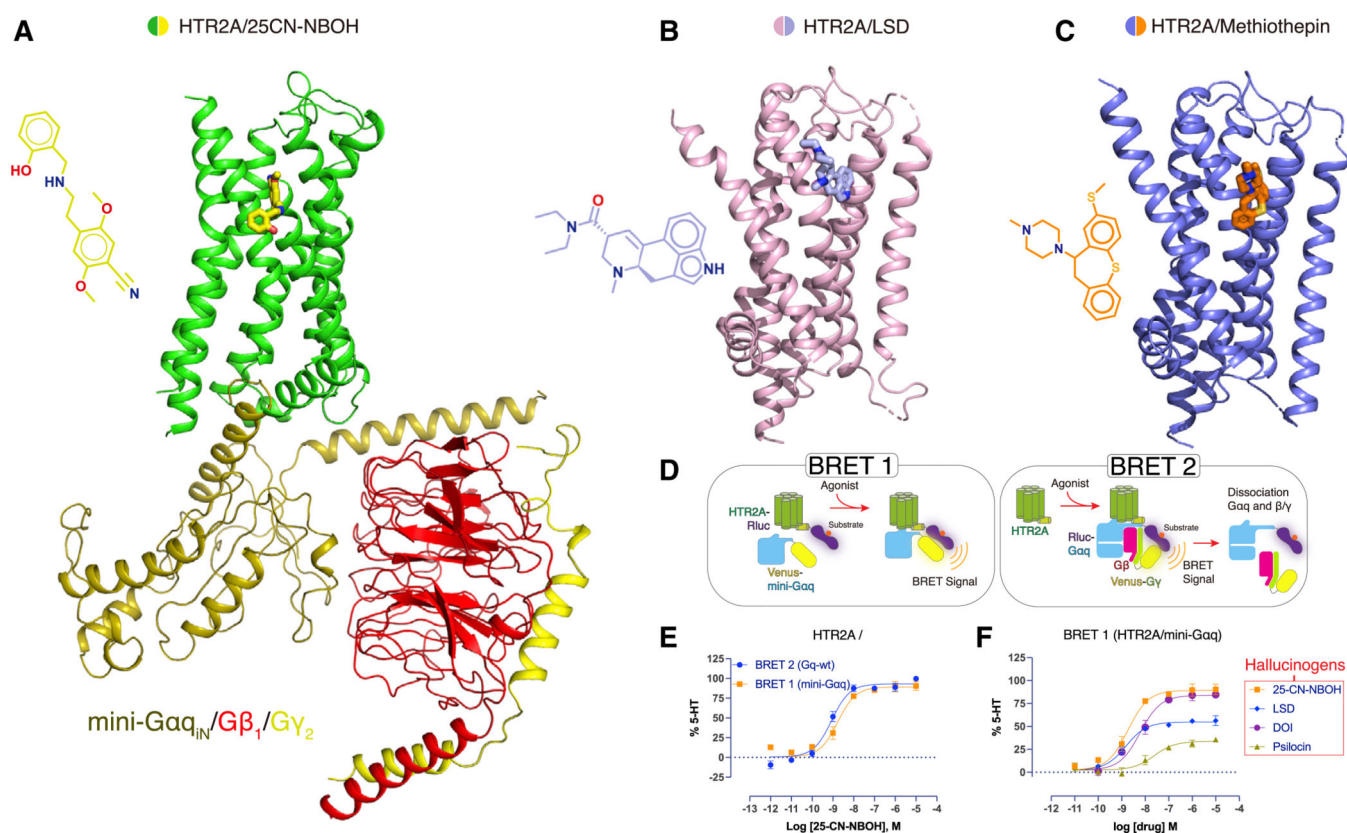 A
HTR2A/25CN-NBOH
HO
HN
O
O
N
mini-Gαq_iN/Gβ_1/Gγ_2
B
HTR2A/LSD
N
O
N
NH
C
HTR2A/Methiothepin
S
N
N
S
D
BRET 1
Agonist
HTR2A-
Rluc
Substrate
Venus-
mini-Gαq
BRET Signal
BRET 2
Agonist
HTR2A
Substrate
Rluc-
Gαq
Gβ
Venus-Gγ
BRET
Signal
Dissociation
Gαq and β/γ
E
HTR2A /
BRET 2 (Gq-wt)
BRET 1 (mini-Gαq)
% 5-HT
125
100
75
50
25
0
-25
-13 -12 -11 -10 -9 -8 -7 -6 -5 -4
Log [25-CN-NBOH], M
F
BRET 1 (HTR2A/mini-Gαq)
% 5-HT
125
100
75
50
25
0
-12 -11 -10 -9 -8 -7 -6 -5 -4
log [drug] M
Hallucinogens
25-CN-NBOH
LSD
DOI
Psilocin